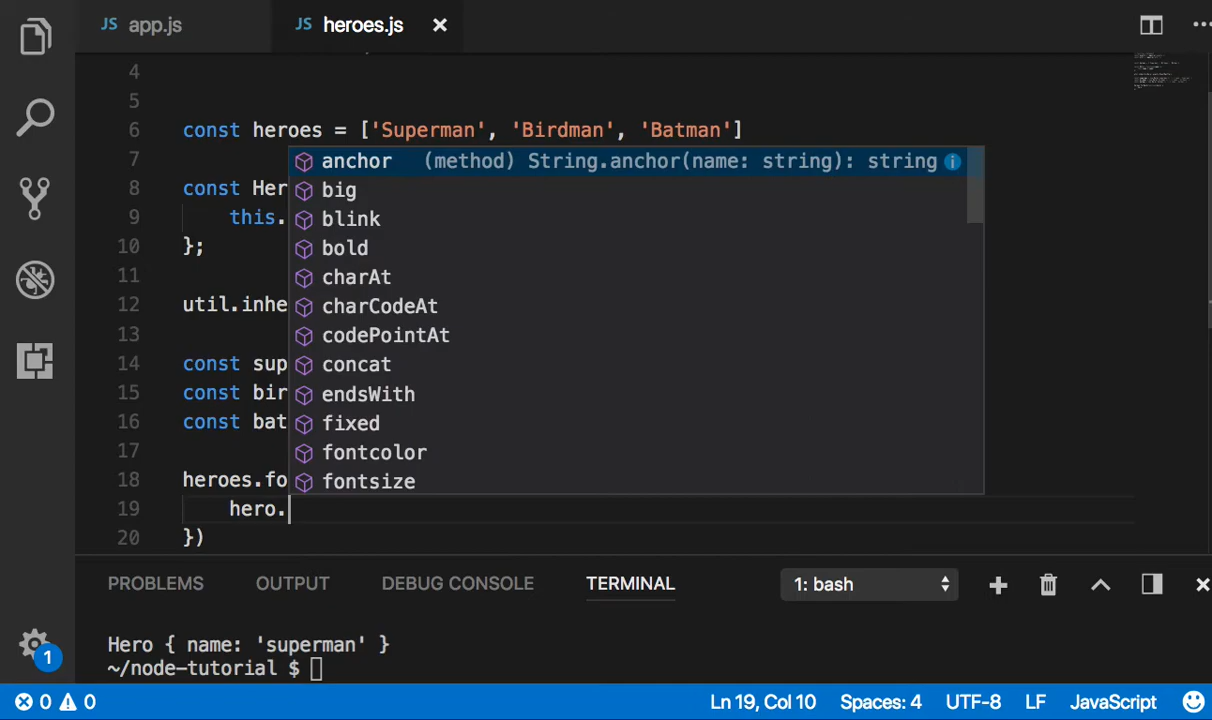 JS app.js JS heroes.js ×
4
5
6 const heroes = ['Superman', 'Birdman', 'Batman']
7 anchor (method) String.anchor(name: string): string
8 const Her big
9 this. blink
10 }; bold
11 charAt
12 util.inhe charCodeAt
13 codePointAt
14 const sup concat
15 const bir endsWith
16 const bat fixed
17 fontcolor
18 heroes.fo fontsize
19 hero.
20 })
PROBLEMS OUTPUT DEBUG CONSOLE TERMINAL 1: bash
Hero { name: 'superman' }
~/node-tutorial $
1
0 0 Ln 19, Col 10 Spaces: 4 UTF-8 LF JavaScript